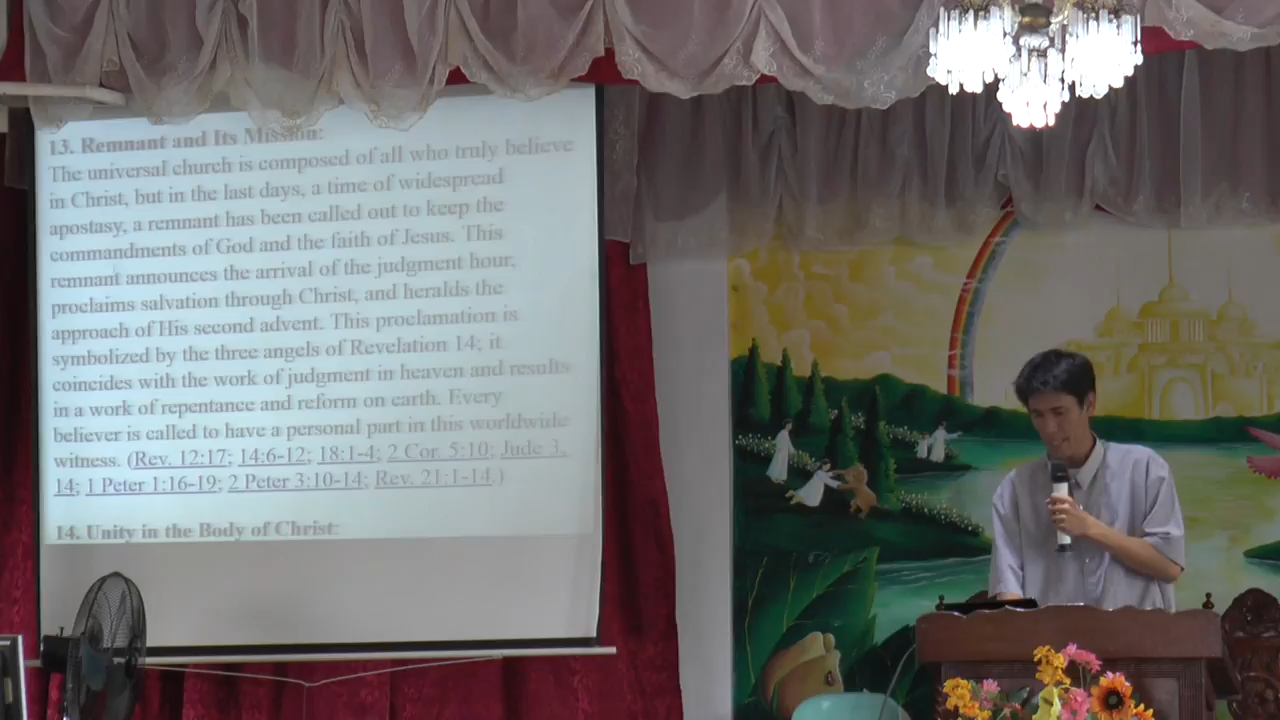 13. Remnant and Its Mission:
The universal church is composed of all who truly believe
in Christ, but in the last days, a time of widespread
apostasy, a remnant has been called out to keep the
commandments of God and the faith of Jesus. This
remnant announces the arrival of the judgment hour,
proclaims salvation through Christ, and heralds the
approach of His second advent. This proclamation is
symbolized by the three angels of Revelation 14; it
coincides with the work of judgment in heaven and results
in a work of repentance and reform on earth. Every
believer is called to have a personal part in this worldwide
witness. (Rev. 12:17; 14:6-12; 18:1-4; 2 Cor. 5:10; Jude 3,
14; 1 Peter 1:16-19; 2 Peter 3:10-14; Rev. 21:1-14.)
14. Unity in the Body of Christ: